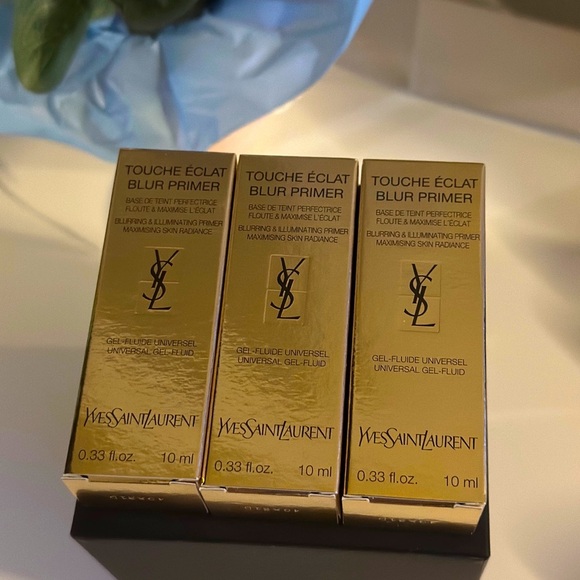 TOUCHE ÉCLAT
BLUR PRIMER
BASE DE TEINT PERFECTRICE
FLOUTE & MAXIMISE L'ÉCLAT
BLURRING & ILLUMINATING PRIMER
MAXIMISING SKIN RADIANCE
YSL
GEL-FLUIDE UNIVERSEL
UNIVERSAL GEL-FLUID
YVESSAINTLAURENT
0.33 fl.oz. 10 ml
TOUCHE ÉCLAT
BLUR PRIMER
BASE DE TEINT PERFECTRICE
FLOUTE & MAXIMISE L'ÉCLAT
BLURRING & ILLUMINATING PRIMER
MAXIMISING SKIN RADIANCE
YSL
GEL-FLUIDE UNIVERSEL
UNIVERSAL GEL-FLUID
YVESSAINTLAURENT
0.33 fl.oz. 10 ml
TOUCHE ÉCLAT
BLUR PRIMER
BASE DE TEINT PERFECTRICE
FLOUTE & MAXIMISE L'ÉCLAT
BLURRING & ILLUMINATING PRIMER
MAXIMISING SKIN RADIANCE
YSL
GEL-FLUIDE UNIVERSEL
UNIVERSAL GEL-FLUID
YVESSAINTLAURENT
0.33 fl.oz. 10 ml